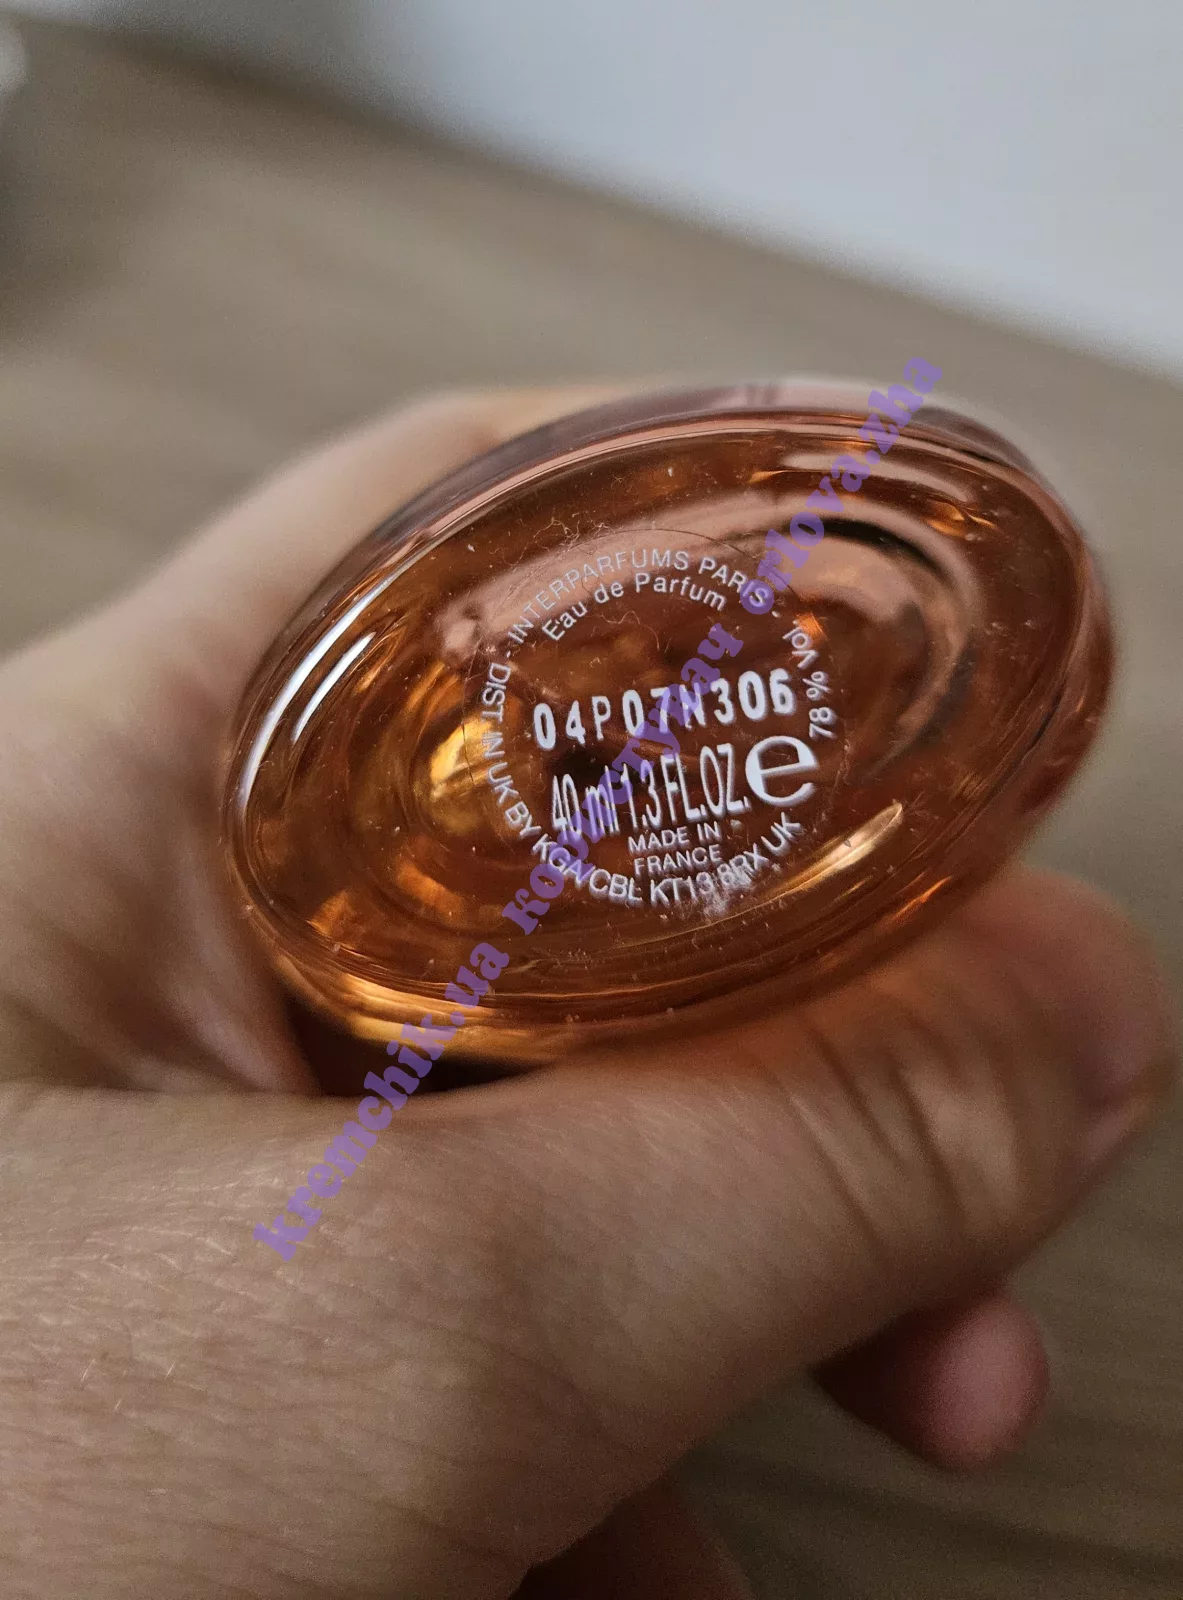 - INTERPARFUMS PARIS -
Eau de Parfum
78 % Vol.
04P07N306
40 ml 1.3 FL.OZ. e
MADE IN
FRANCE
DIST IN UK BY KGA/CBL KT13 8RX UK
kremchik.ua користувач orlova.zha